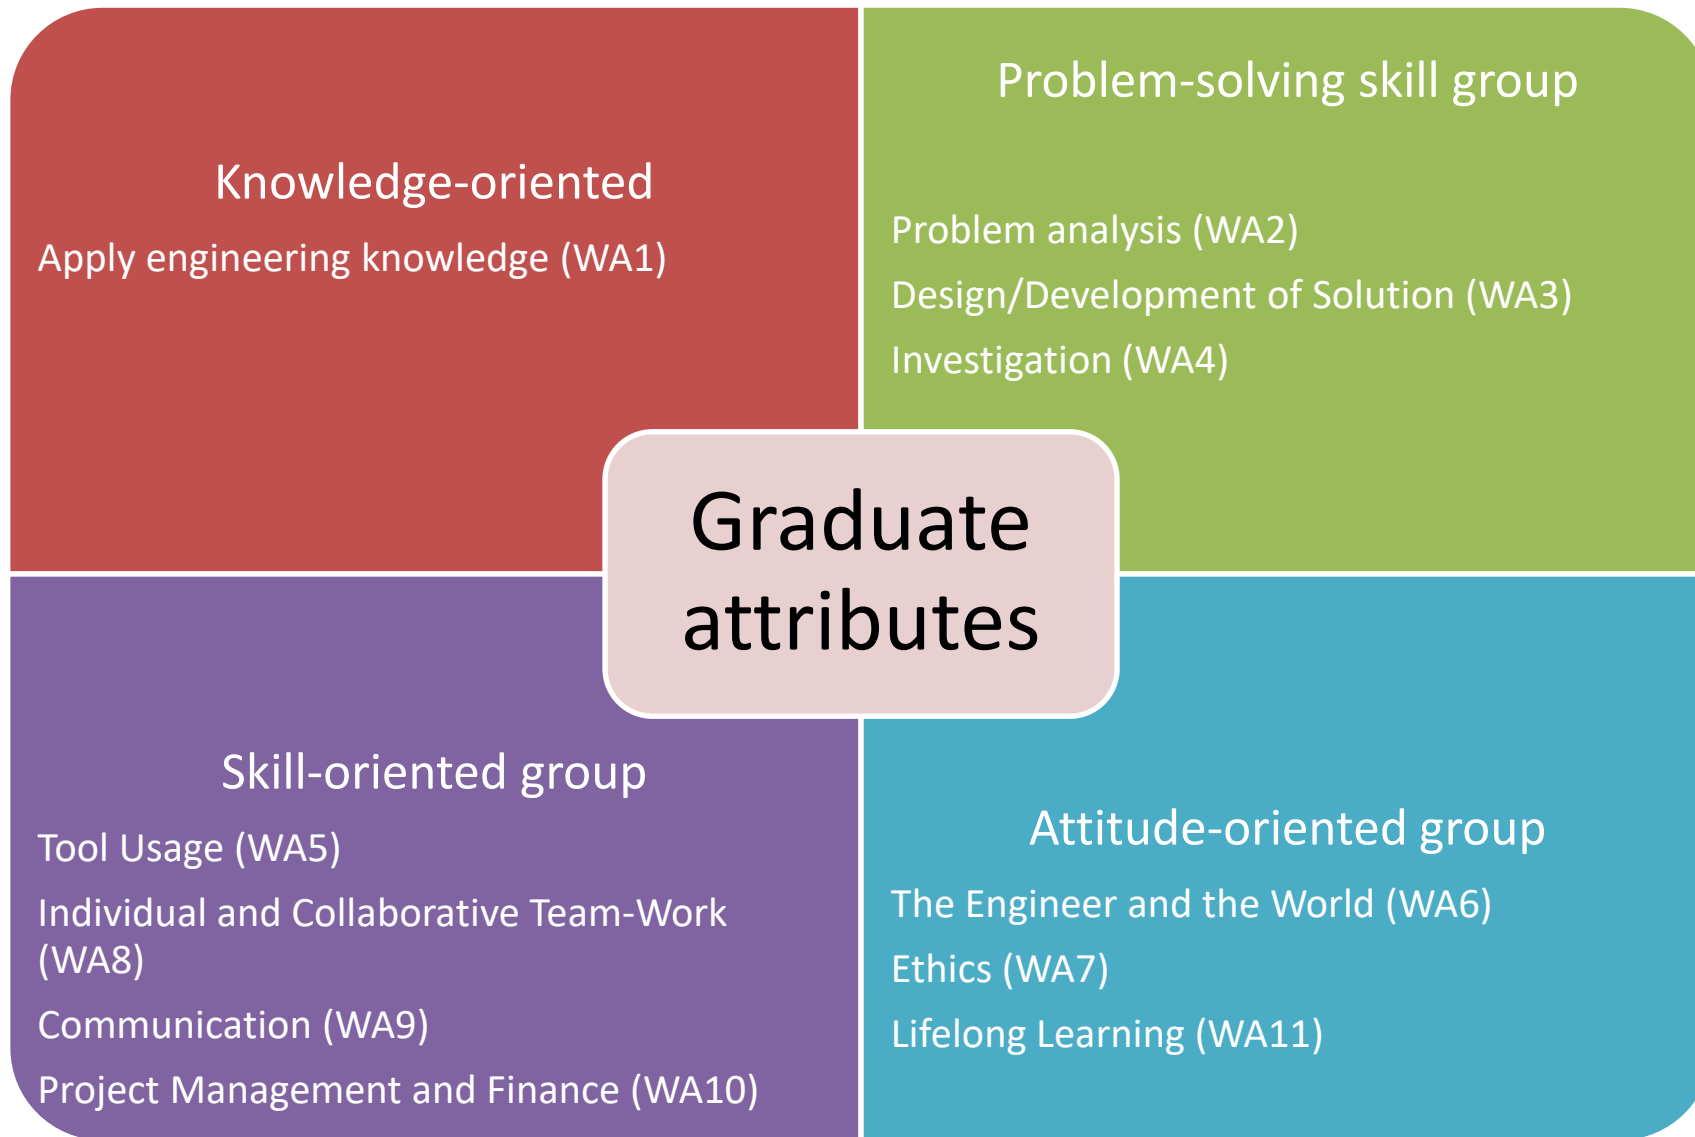 Knowledge-oriented
Apply engineering knowledge (WA1)
Problem-solving skill group
Problem analysis (WA2)
Design/Development of Solution (WA3)
Investigation (WA4)
Graduate
attributes
Skill-oriented group
Tool Usage (WA5)
Individual and Collaborative Team-Work
(WA8)
Communication (WA9)
Project Management and Finance (WA10)
Attitude-oriented group
The Engineer and the World (WA6)
Ethics (WA7)
Lifelong Learning (WA11)